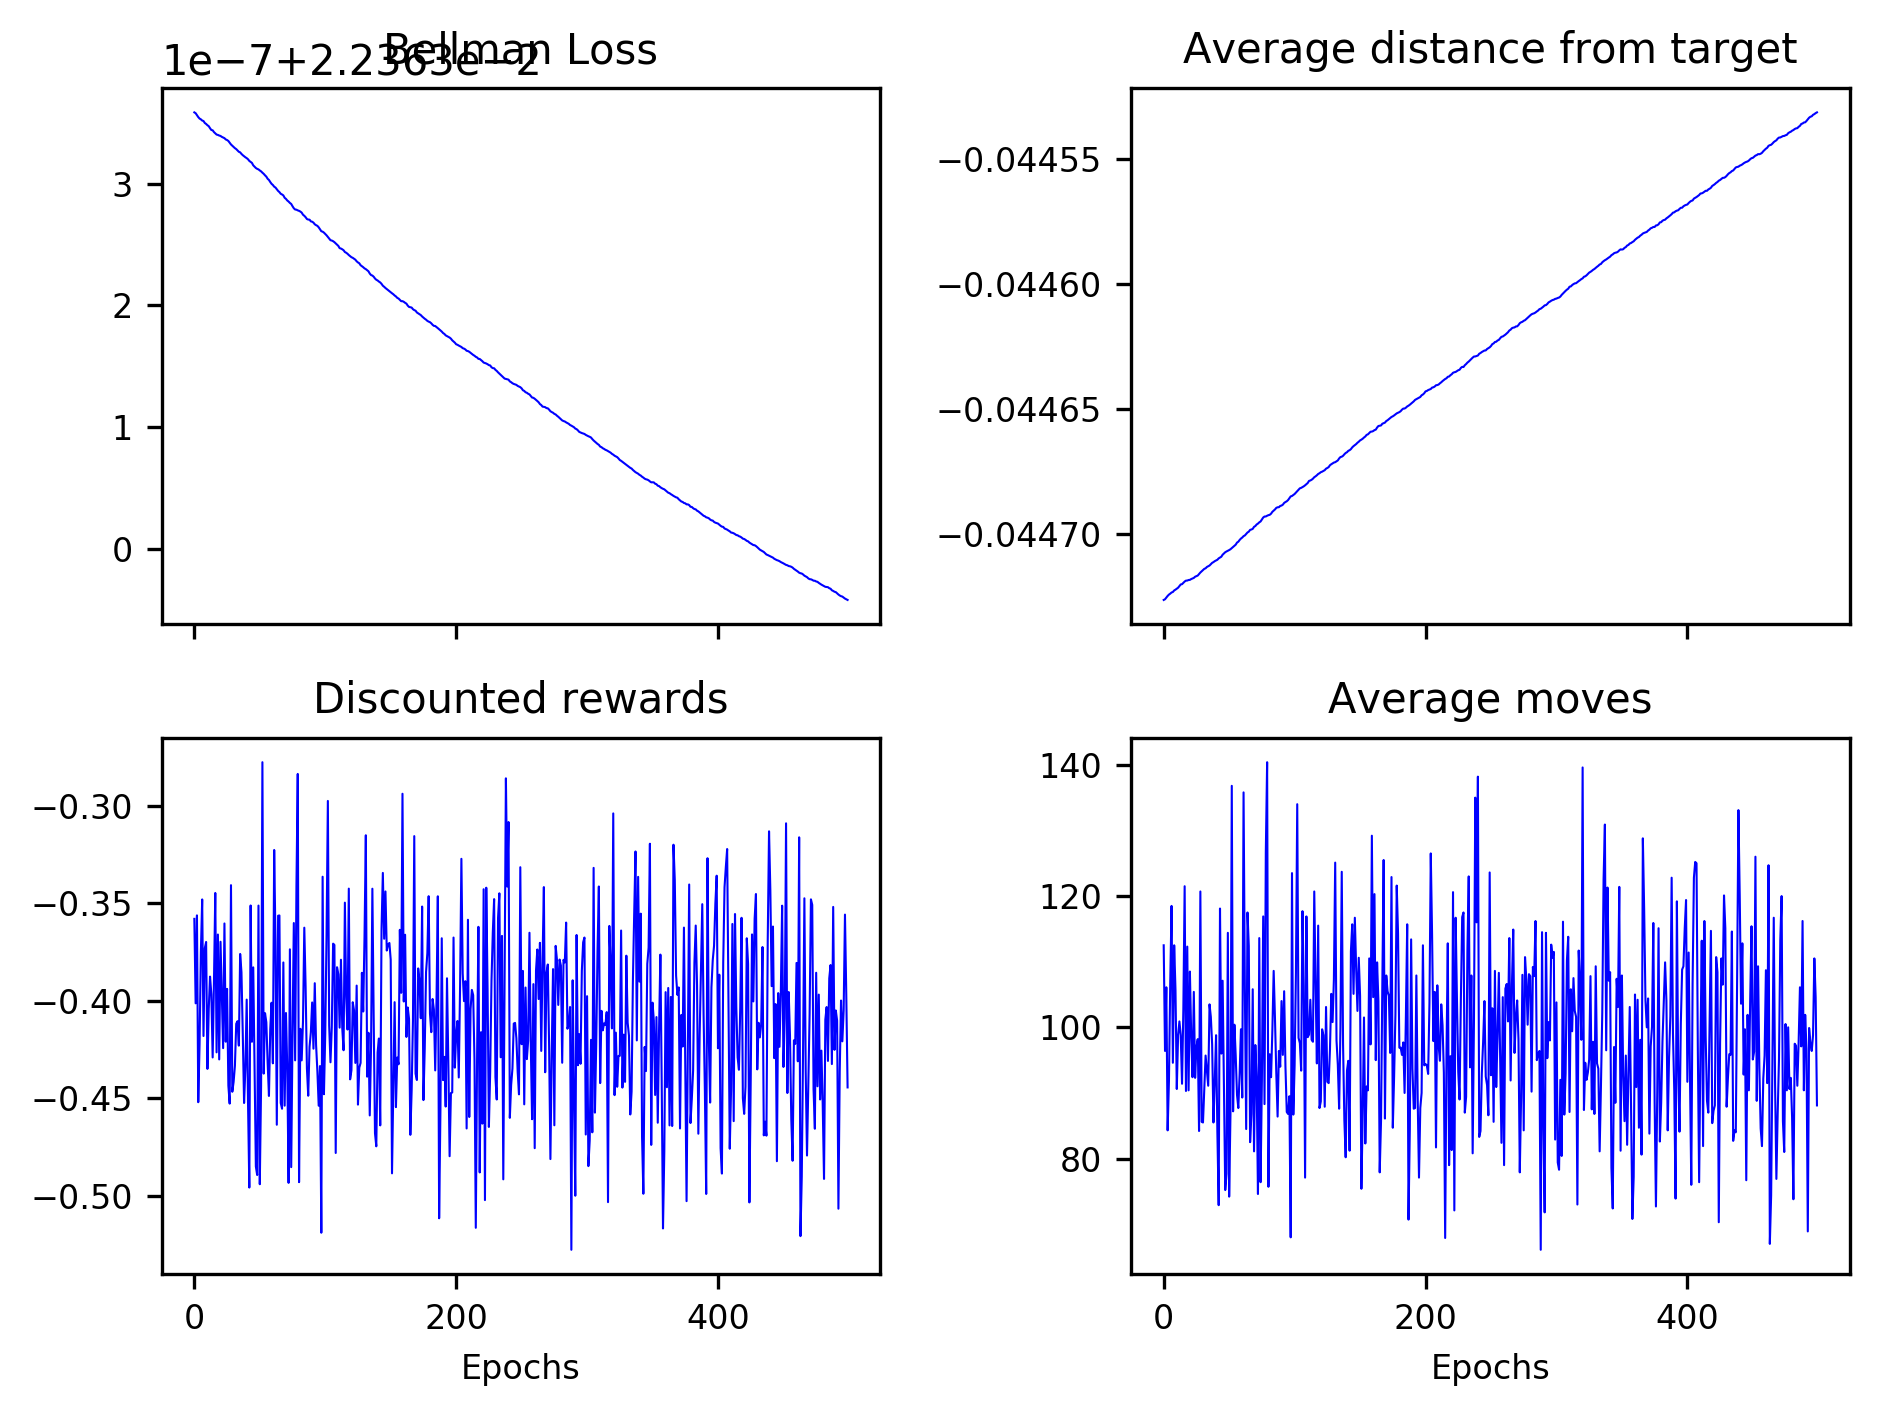 Bellman Loss
1e−7+2.2363e−2
3
2
1
0
Average distance from target
−0.04455
−0.04460
−0.04465
−0.04470
Discounted rewards
−0.30
−0.35
−0.40
−0.45
−0.50
0 200 400
Epochs
Average moves
140
120
100
80
0 200 400
Epochs